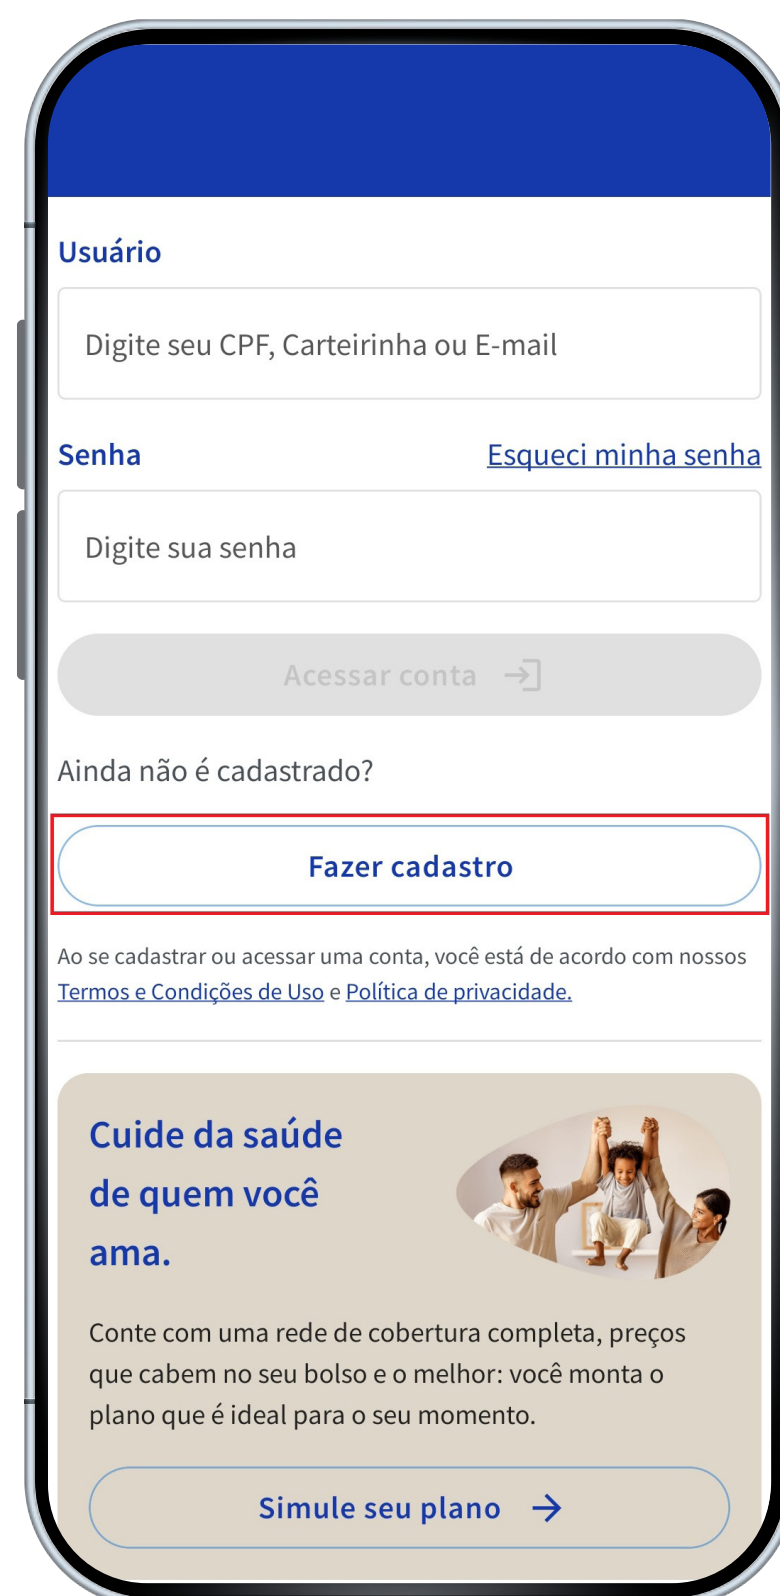 Usuário
Digite seu CPF, Carteirinha ou E-mail
Senha
Esqueci minha senha
Digite sua senha
Acessar conta
Ainda não é cadastrado?
Fazer cadastro
Ao se cadastrar ou acessar uma conta, você está de acordo com nossos
Termos e Condições de Uso e Política de privacidade.
Cuide da saúde
de quem você
ama.
Conte com uma rede de cobertura completa, preços
que cabem no seu bolso e o melhor: você monta o
plano que é ideal para o seu momento.
Simule seu plano